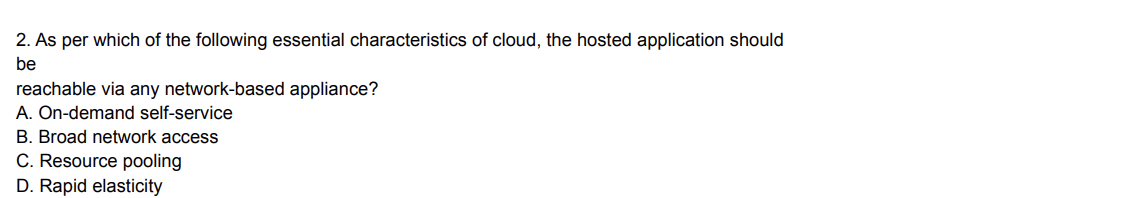 2. As per which of the following essential characteristics of cloud, the hosted application should
be
reachable via any network-based appliance?
A. On-demand self-service
B. Broad network access
C. Resource pooling
D. Rapid elasticity